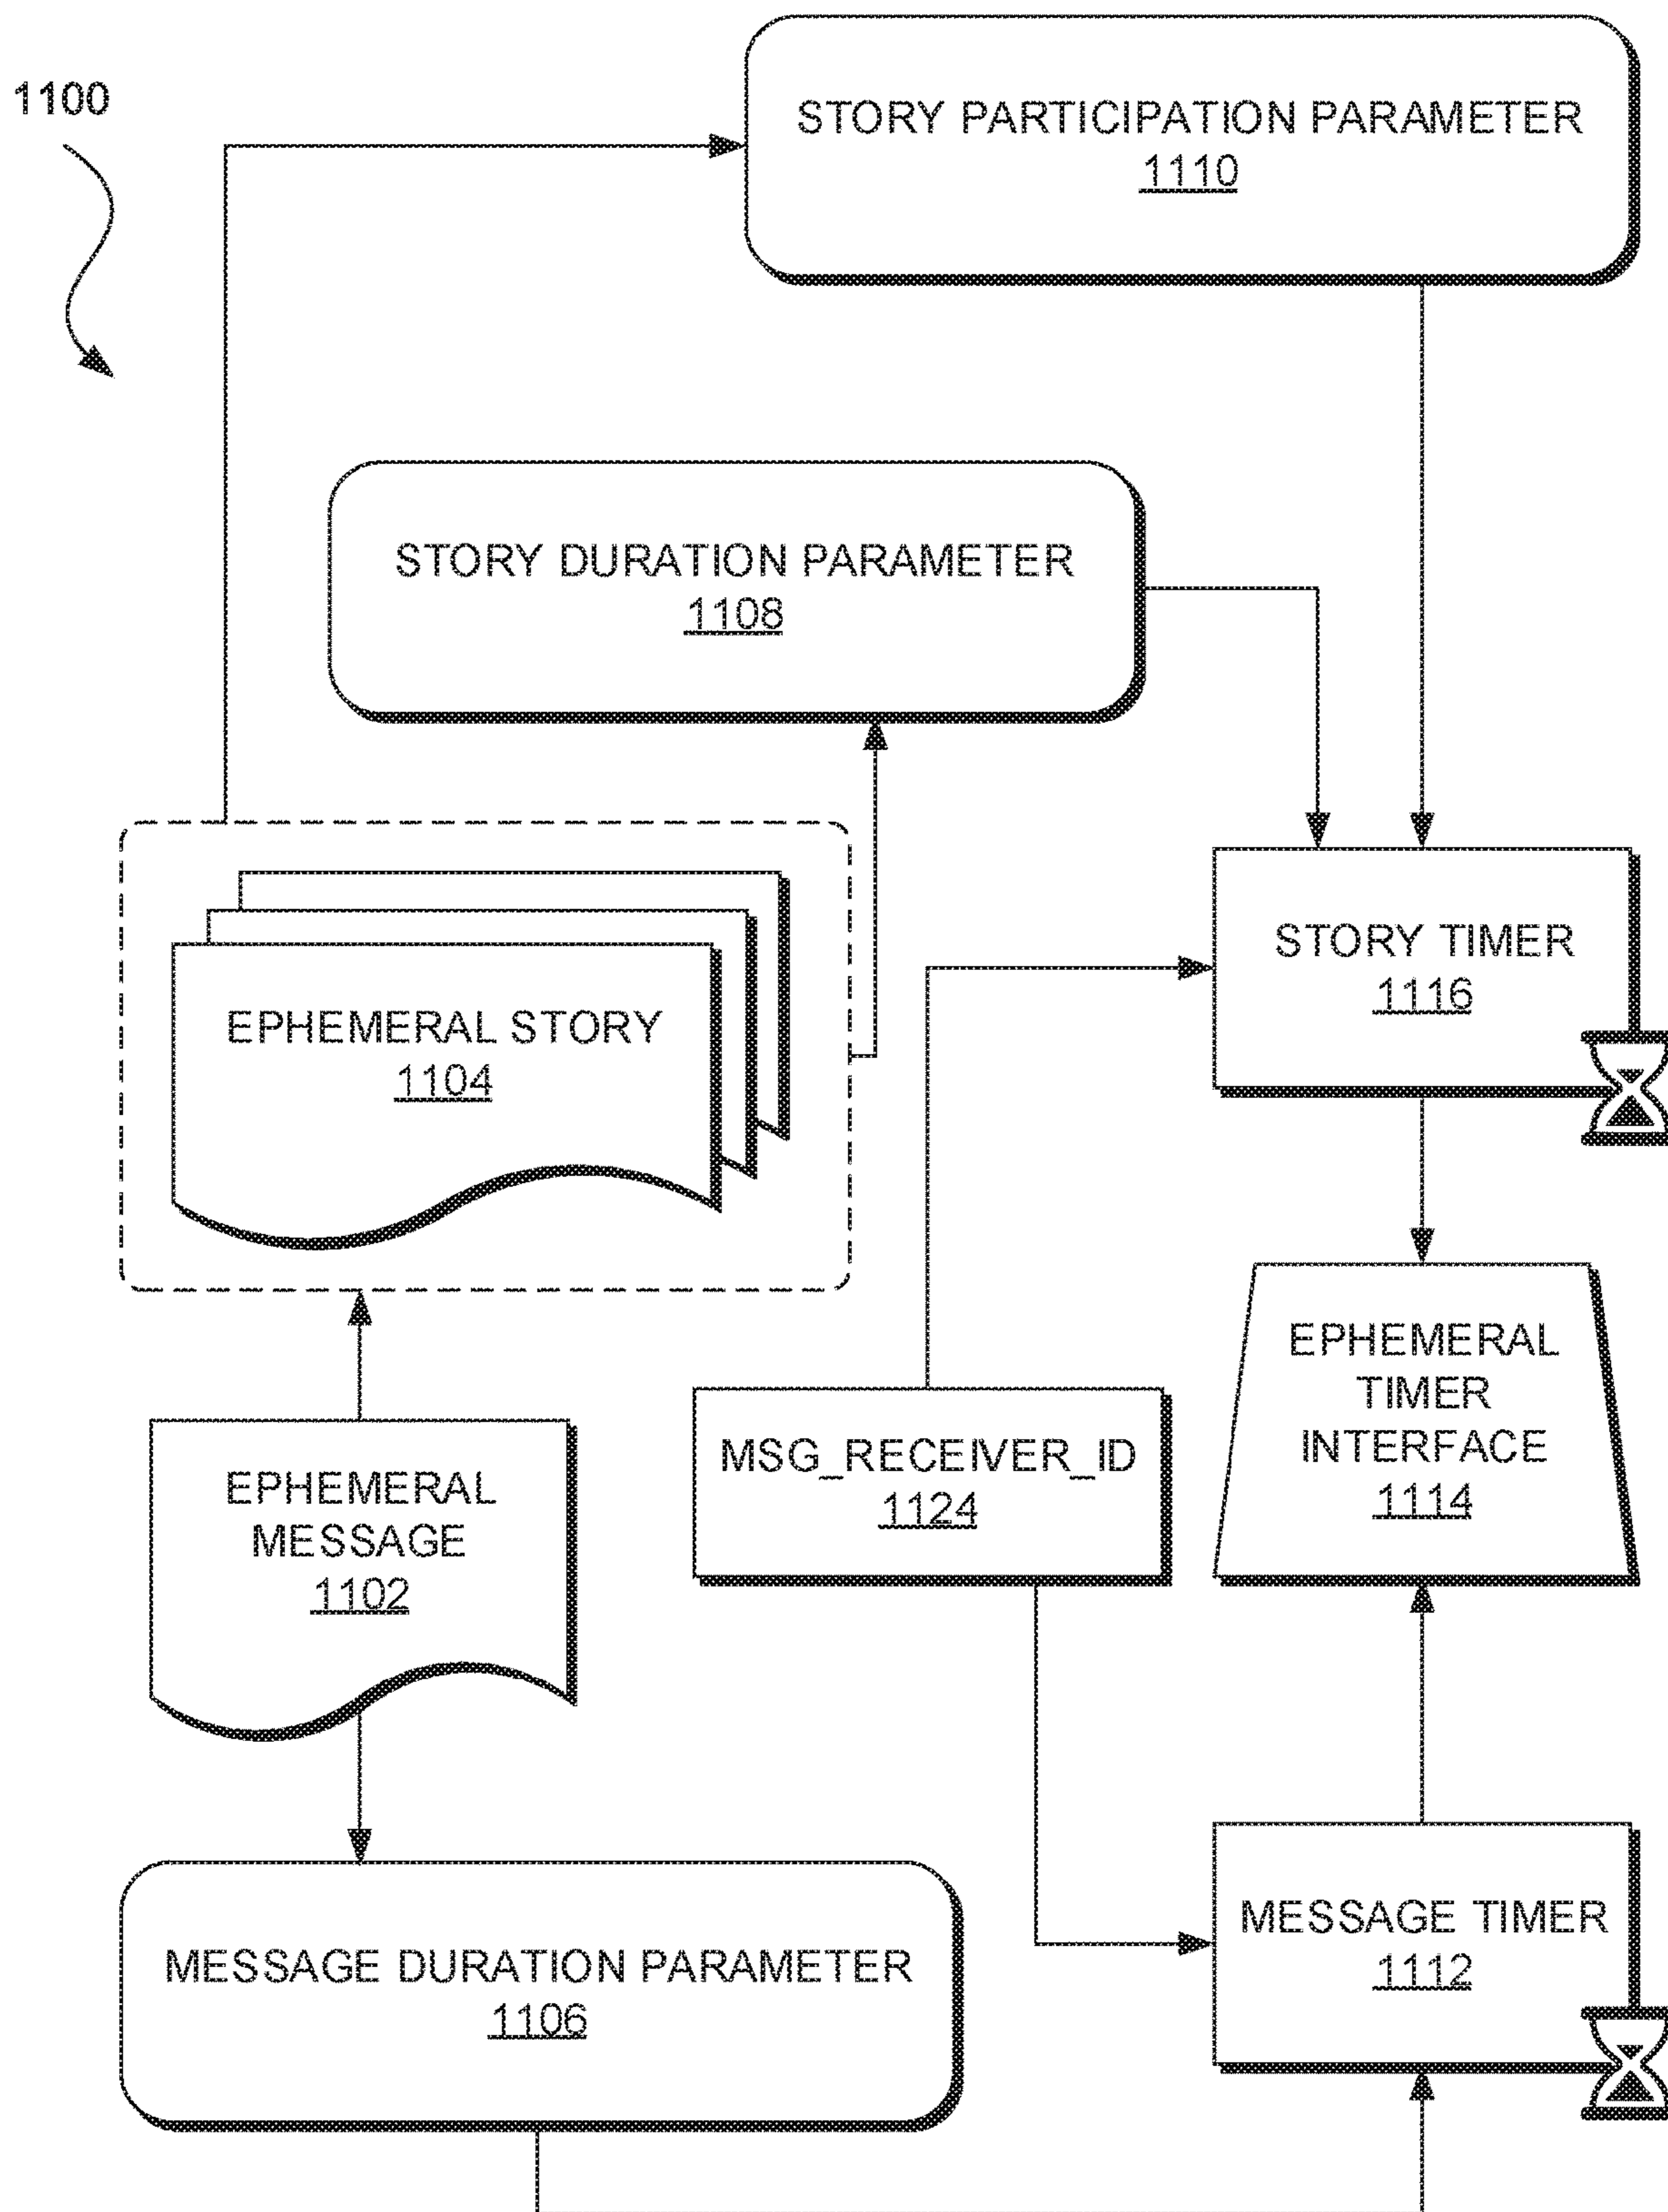 1100
STORY PARTICIPATION PARAMETER
1110
STORY DURATION PARAMETER
1108
EPHEMERAL STORY
1104
STORY TIMER
1116
EPHEMERAL
MESSAGE
1102
MSG_RECEIVER_ID
1124
EPHEMERAL
TIMER
INTERFACE
1114
MESSAGE DURATION PARAMETER
1106
MESSAGE TIMER
1112